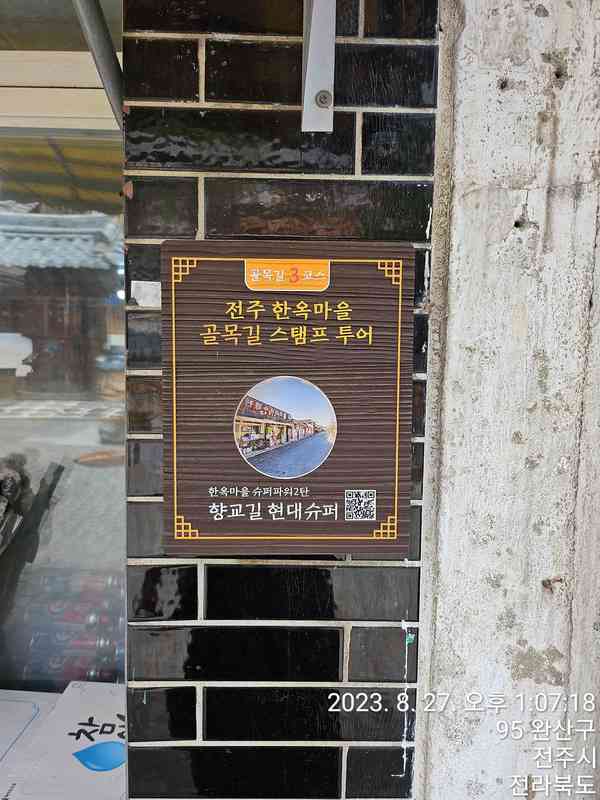 골목길 3 코스
전주 한옥마을
골목길 스탬프 투어
한옥마을 슈퍼파워2탄
향교길 현대슈퍼
참
2023. 8. 27. 오후 1:07:18
95 완산구
전주시
전라북도